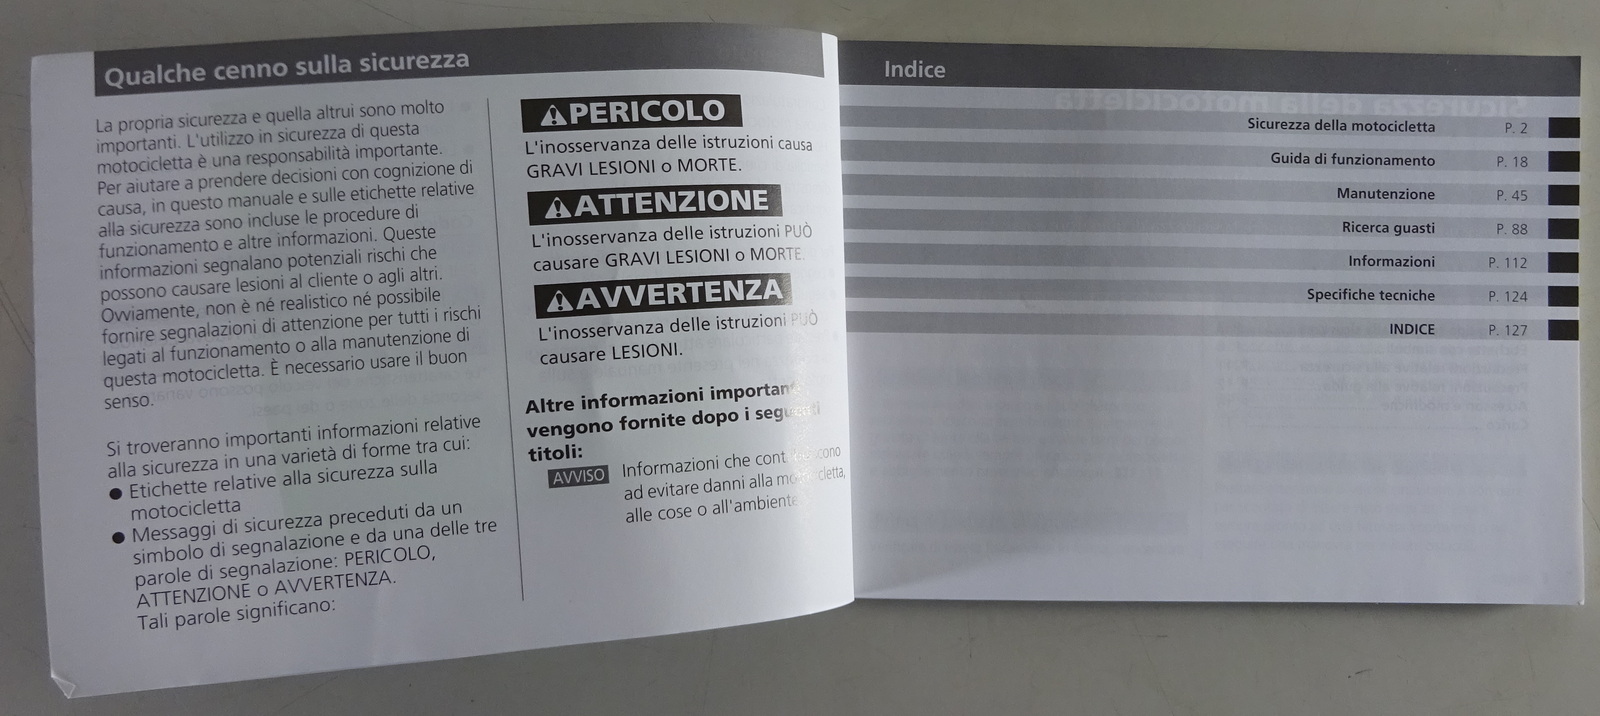 Qualche cenno sulla sicurezza
La propria sicurezza e quella altrui sono molto
importanti. L'utilizzo in sicurezza di questa
motocicletta è una responsabilità importante.
Per aiutare a prendere decisioni con cognizione di
causa, in questo manuale e sulle etichette relative
alla sicurezza sono incluse le procedure di
funzionamento e altre informazioni. Queste
informazioni segnalano potenziali rischi che
possono causare lesioni al cliente o agli altri.
Ovviamente, non è né realistico né possibile
fornire segnalazioni di attenzione per tutti i rischi
legati al funzionamento o alla manutenzione di
questa motocicletta. È necessario usare il buon
senso.
Si troveranno importanti informazioni relative
alla sicurezza in una varietà di forme tra cui:
● Etichette relative alla sicurezza sulla
motocicletta
● Messaggi di sicurezza preceduti da un
simbolo di segnalazione e da una delle tre
parole di segnalazione: PERICOLO,
ATTENZIONE o AVVERTENZA.
Tali parole significano:
⚠PERICOLO
L'inosservanza delle istruzioni causa
GRAVI LESIONI o MORTE.
⚠ATTENZIONE
L'inosservanza delle istruzioni PUÒ
causare GRAVI LESIONI o MORTE.
⚠AVVERTENZA
L'inosservanza delle istruzioni PUÒ
causare LESIONI.
Altre informazioni importanti
vengono fornite dopo i seguenti
titoli:
AVVISO Informazioni che
ad evitare danni alla motocicletta,
alle cose o all'ambiente
Indice
Sicurezza della motocicletta P. 2
Guida di funzionamento P. 18
Manutenzione P. 45
Ricerca guasti P. 88
Informazioni P. 112
Specifiche tecniche P. 124
INDICE P. 127